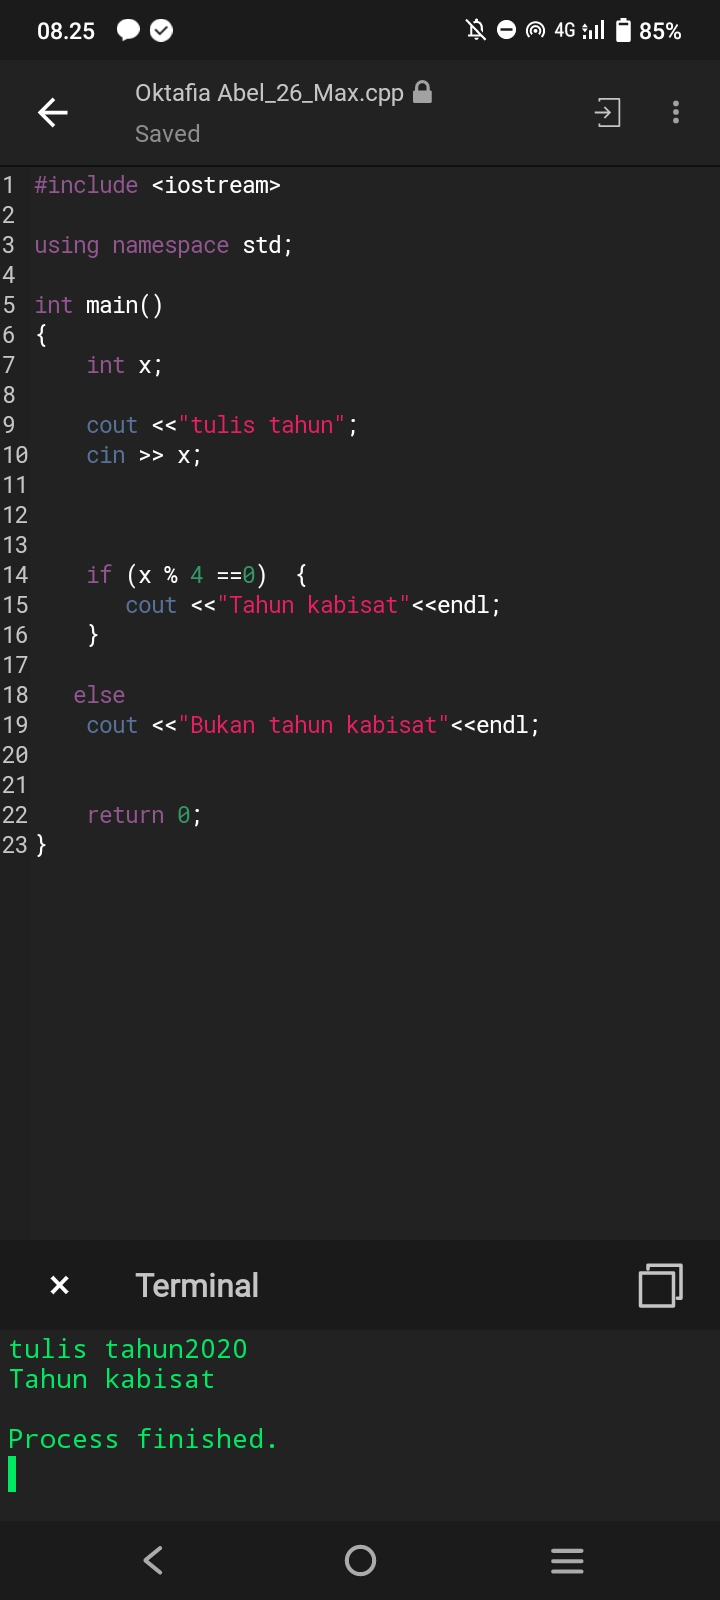 08.25 4G 85%
Oktafia Abel_26_Max.cpp
Saved
1 #include <iostream>
2
3 using namespace std;
4
5 int main()
6 {
7     int x;
8
9     cout <<"tulis tahun";
10     cin >> x;
11
12
13
14     if (x % 4 ==0)  {
15        cout <<"Tahun kabisat"<<endl;
16     }
17
18    else
19     cout <<"Bukan tahun kabisat"<<endl;
20
21
22     return 0;
23 }
× Terminal
tulis tahun2020
Tahun kabisat
Process finished.